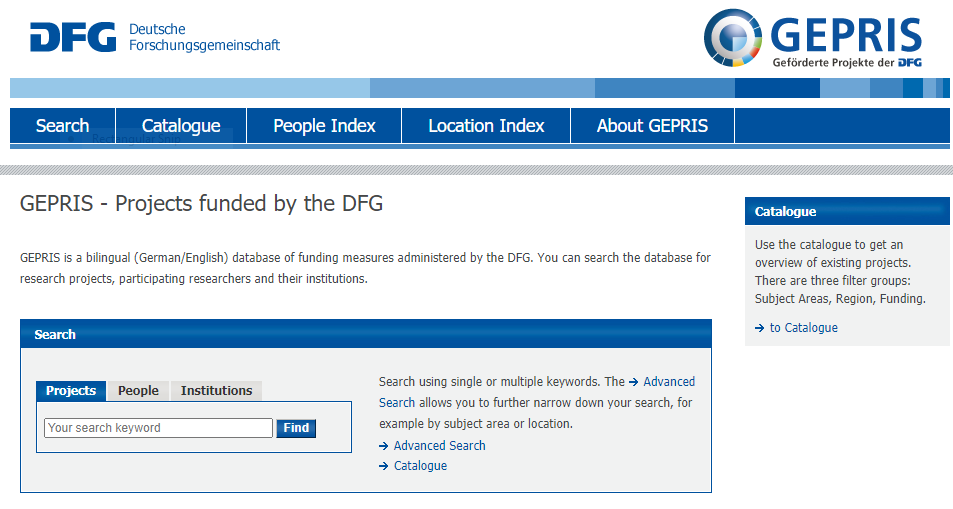 DFG Deutsche
Forschungsgemeinschaft
GEPRIS
Geförderte Projekte der DFG
Search Catalogue People Index Location Index About GEPRIS
Rectangular Snip
GEPRIS - Projects funded by the DFG
GEPRIS is a bilingual (German/English) database of funding measures administered by the DFG. You can search the database for
research projects, participating researchers and their institutions.
Search
Projects People Institutions
Your search keyword Find
Search using single or multiple keywords. The → Advanced
Search allows you to further narrow down your search, for
example by subject area or location.
→ Advanced Search
→ Catalogue
Catalogue
Use the catalogue to get an
overview of existing projects.
There are three filter groups:
Subject Areas, Region, Funding.
→ to Catalogue